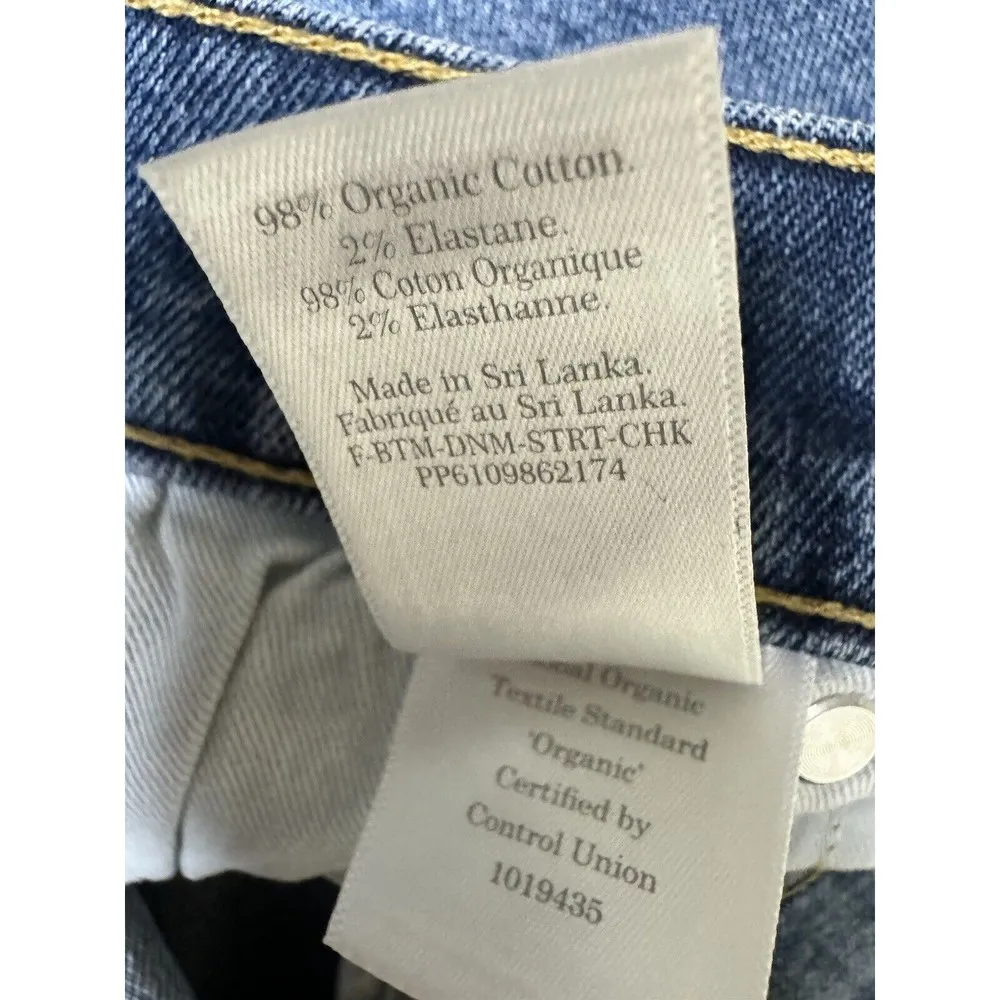 98% Organic Cotton.
2% Elastane.
98% Coton Organique
2% Elasthanne.
Made in Sri Lanka.
Fabriqué au Sri Lanka.
F-BTM-DNM-STRT-CHK
PP6109862174
Organic
Textile Standard
'Organic'
Certified by
Control Union
1019435